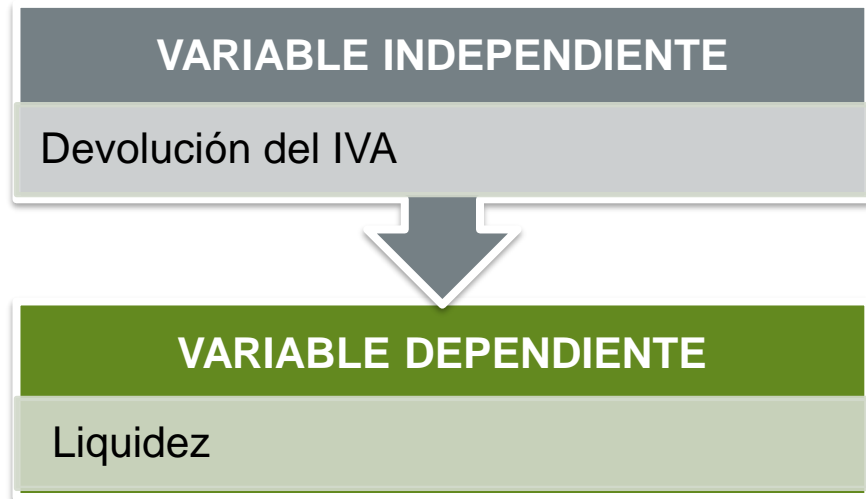 VARIABLE INDEPENDIENTE
Devolución del IVA
VARIABLE DEPENDIENTE
Liquidez